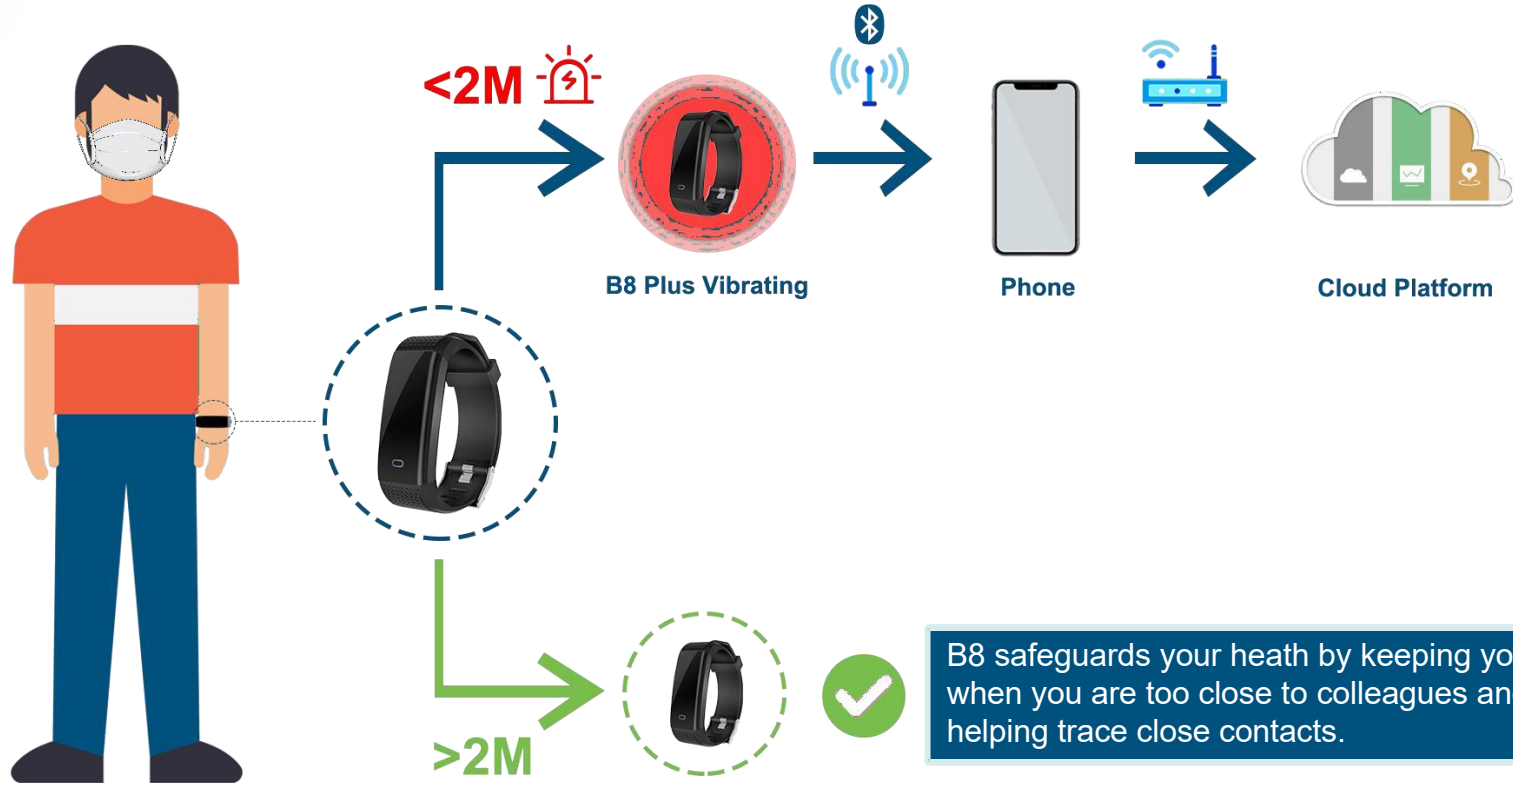 <2M
B8 Plus Vibrating
Phone
Cloud Platform
>2M
B8 safeguards your heath by keeping yo
when you are too close to colleagues an
helping trace close contacts.